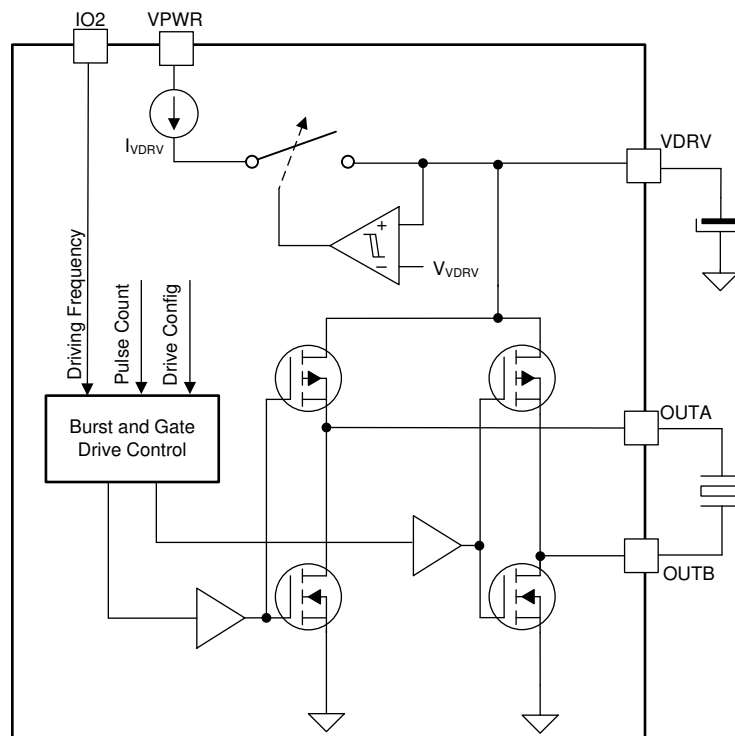 IO2
VPWR
I_VDRV
VDRV
+
−
V_VDRV
Driving Frequency
Pulse Count
Drive Config
Burst and Gate
Drive Control
OUTA
OUTB